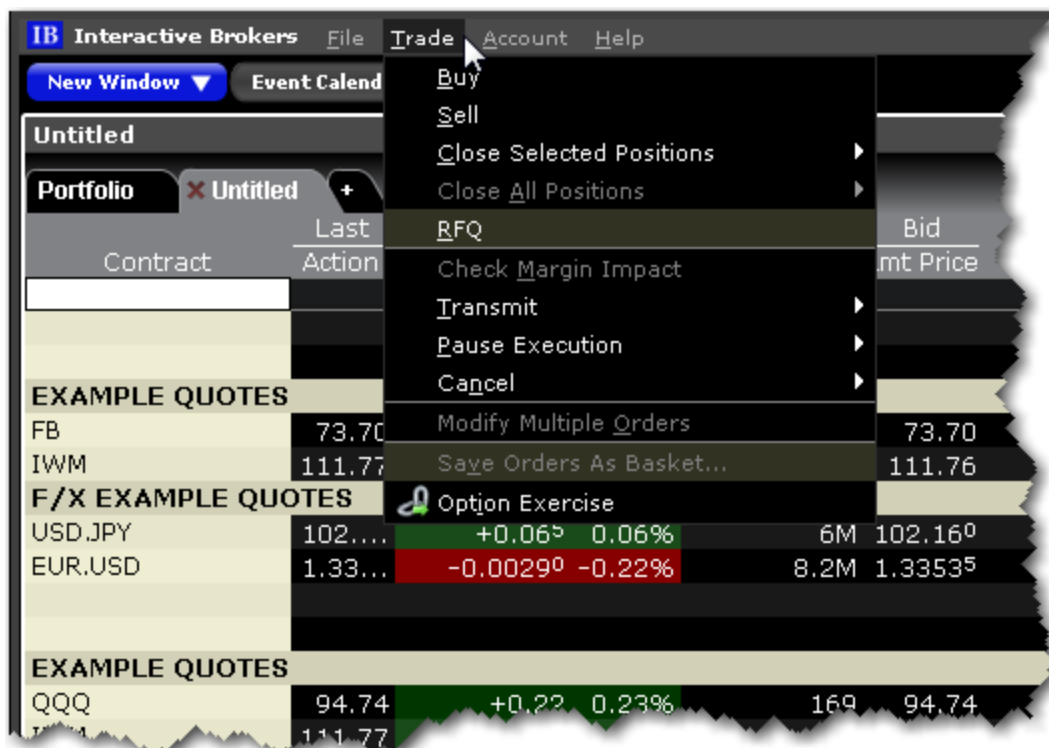 IB Interactive Brokers File Trade Account Help
New Window ▼ Event Calend
Buy
Sell
Close Selected Positions
Close All Positions
RFQ
Check Margin Impact
Transmit
Pause Execution
Cancel
Modify Multiple Orders
Save Orders As Basket...
Option Exercise
Untitled
Portfolio Untitled +
Last Bid
Contract Action mt Price
EXAMPLE QUOTES
FB 73.70 73.70
IWM 111.77 111.76
F/X EXAMPLE QUOTES
USD.JPY 102.... +0.06⁵ 0.06% 6M 102.16⁰
EUR.USD 1.33... -0.0029⁰ -0.22% 8.2M 1.3353⁵
EXAMPLE QUOTES
QQQ 94.74 +0.22 0.23% 169 94.74
111.77